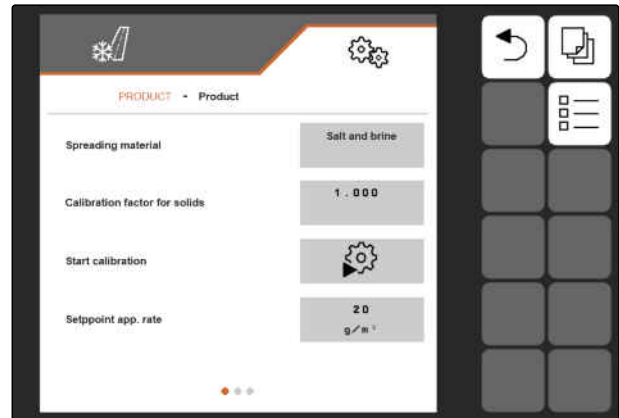 PRODUCT - Product
Spreading material
Salt and brine
Calibration factor for solids
1.000
Start calibration
Setppoint app. rate
20
g/m²